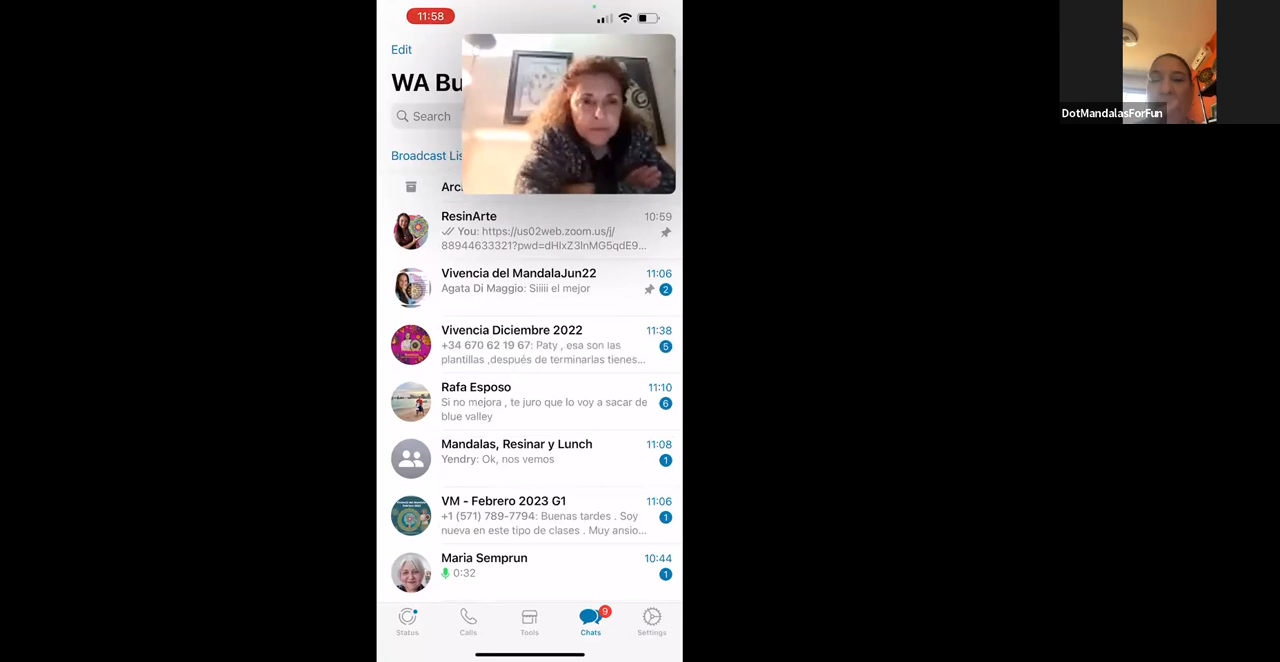 11:58
DotMandalasForFun
Edit
WA Bu
Search
Broadcast Lis
Arc
ResinArte 10:59
You: https://us02web.zoom.us/j/
88944633321?pwd=dHlxZ3lnMG5qdE9...
Vivencia del MandalaJun22 11:06
Agata Di Maggio: Siiiii el mejor 2
Vivencia Diciembre 2022 11:38
+34 670 62 19 67: Paty , esa son las 5
plantillas ,después de terminarlas tienes...
Rafa Esposo 11:10
Si no mejora , te juro que lo voy a sacar de 6
blue valley
Mandalas, Resinar y Lunch 11:08
Yendry: Ok, nos vemos 1
VM - Febrero 2023 G1 11:06
+1 (571) 789-7794: Buenas tardes . Soy 1
nueva en este tipo de clases . Muy ansio...
Maria Semprun 10:44
0:32 1
9
Status Calls Tools Chats Settings